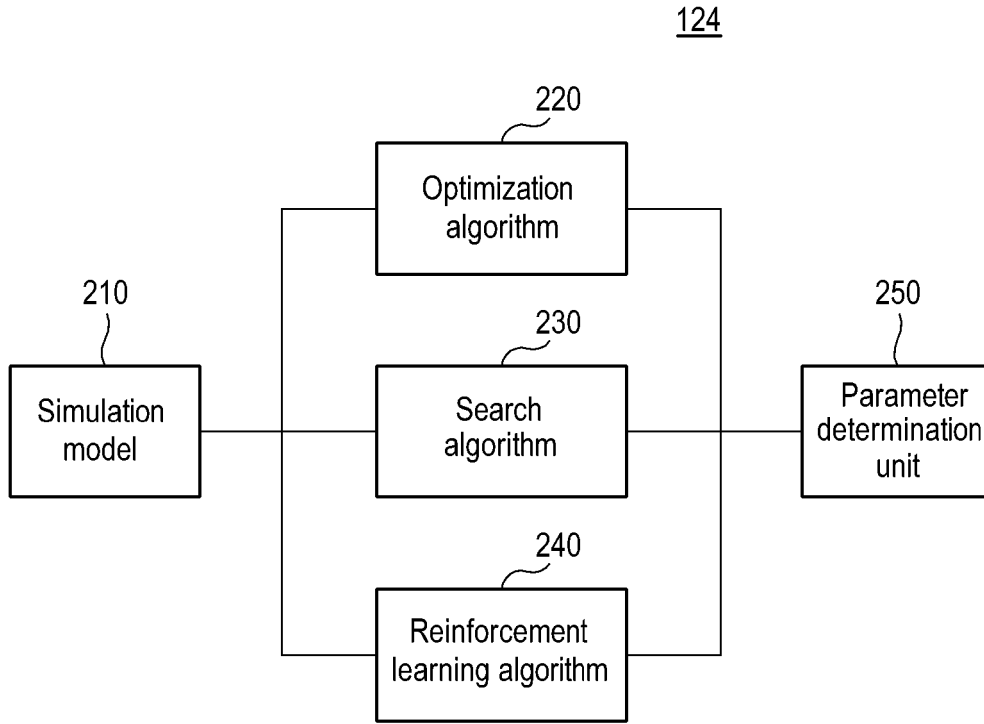 124
220
Optimization
algorithm
210
Simulation
model
230
Search
algorithm
250
Parameter
determination
unit
240
Reinforcement
learning algorithm